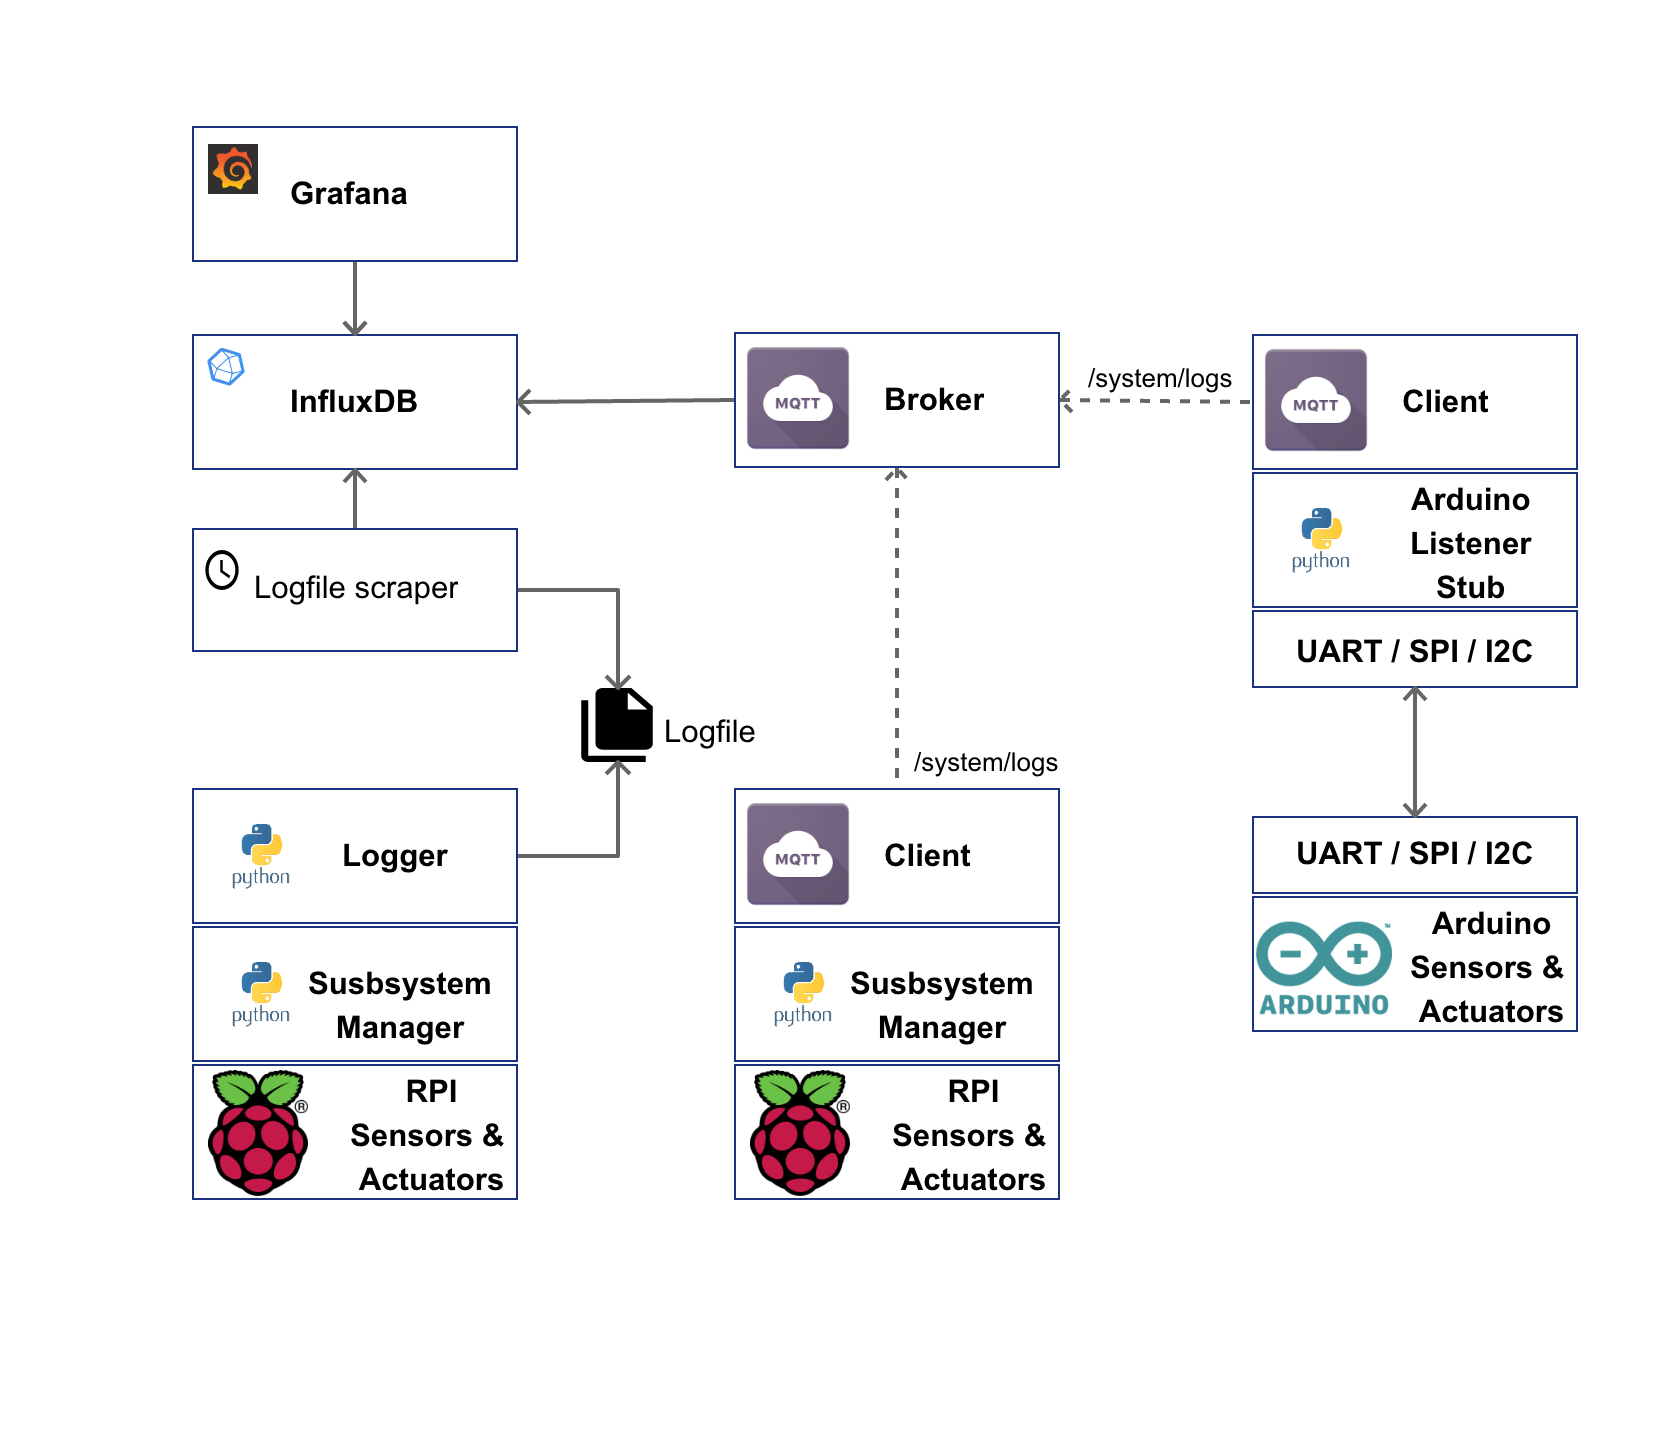 Grafana
InfluxDB
MQTT
Broker
/system/logs
MQTT
Client
python
Arduino
Listener
Stub
UART / SPI / I2C
Logfile scraper
Logfile
/system/logs
python
Logger
MQTT
Client
UART / SPI / I2C
™
ARDUINO
Arduino
Sensors &
Actuators
python
Susbsystem
Manager
python
Susbsystem
Manager
®
RPI
Sensors &
Actuators
®
RPI
Sensors &
Actuators